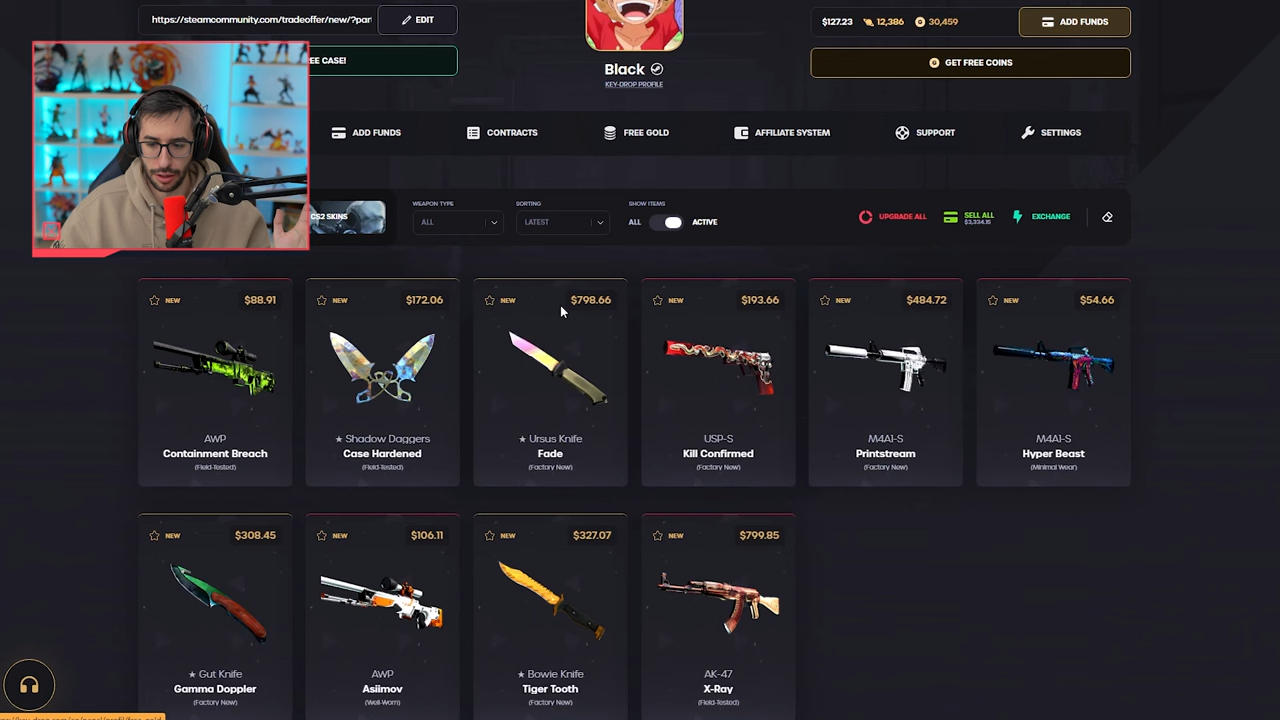 https://steamcommunity.com/tradeoffer/new/?par
EDIT
$127.23 12,386 30,459
ADD FUNDS
EE CASE!
Black
KEY-DROP PROFILE
GET FREE COINS
ADD FUNDS
CONTRACTS
FREE GOLD
AFFILIATE SYSTEM
SUPPORT
SETTINGS
CS2 SKINS
WEAPON TYPE
ALL
SORTING
LATEST
SHOW ITEMS
ALL
ACTIVE
UPGRADE ALL
SELL ALL
$3,334.15
EXCHANGE
NEW $88.91
AWP
Containment Breach
(Field-Tested)
NEW $172.06
★ Shadow Daggers
Case Hardened
(Field-Tested)
NEW $798.66
★ Ursus Knife
Fade
(Factory New)
NEW $193.66
USP-S
Kill Confirmed
(Factory New)
NEW $484.72
M4A1-S
Printstream
(Factory New)
NEW $54.66
M4A1-S
Hyper Beast
(Minimal Wear)
NEW $308.45
★ Gut Knife
Gamma Doppler
(Factory New)
NEW $106.11
AWP
Asiimov
(Well-Worn)
NEW $327.07
★ Bowie Knife
Tiger Tooth
(Factory New)
NEW $799.85
AK-47
X-Ray
(Field-Tested)